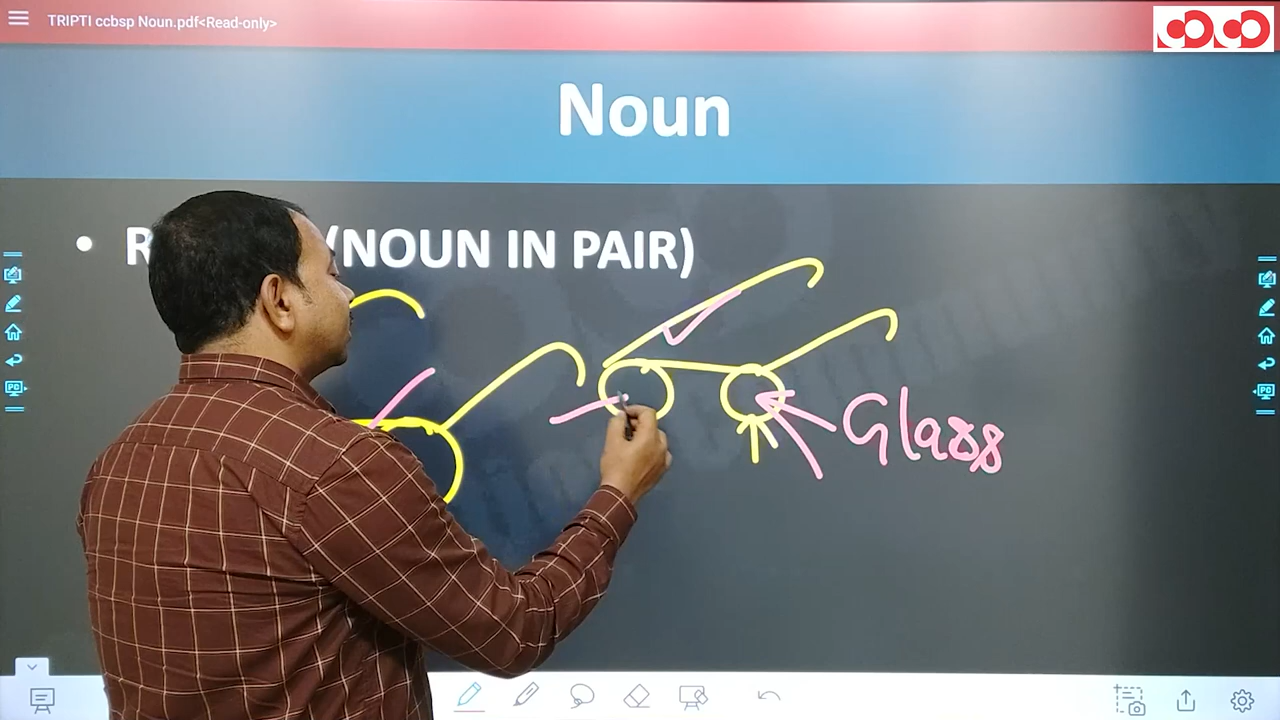 TRIPTI ccbsp Noun.pdf<Read-only>
Noun
• (NOUN IN PAIR)
Glass